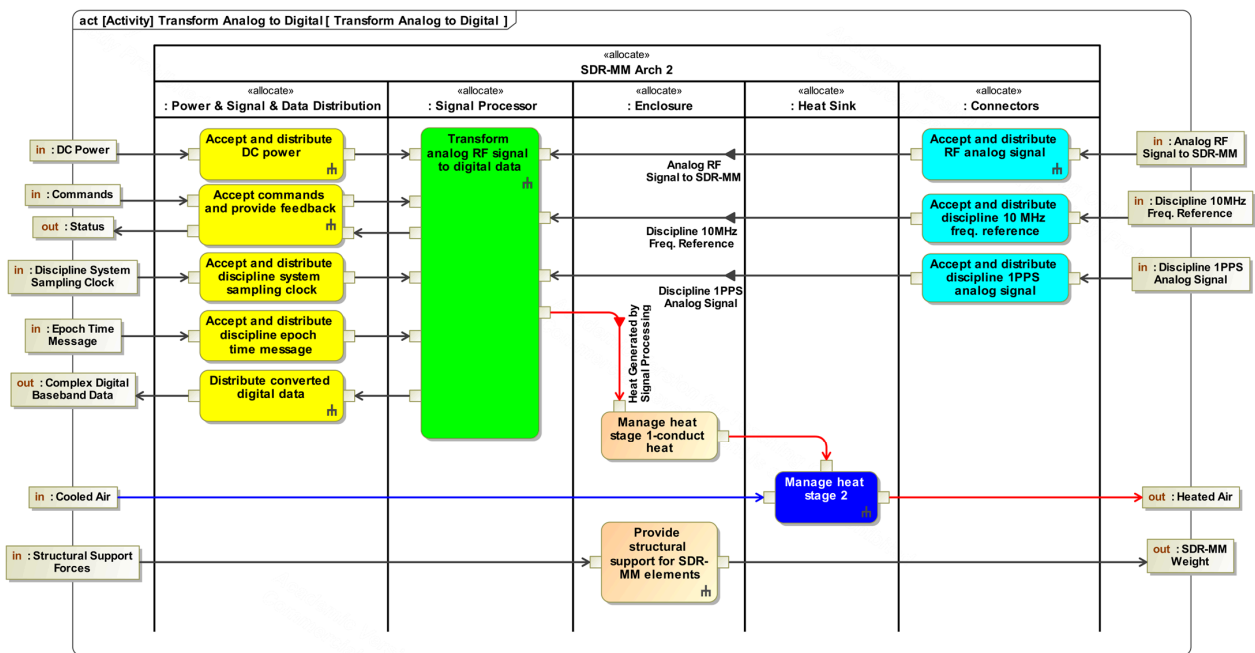 act [Activity] Transform Analog to Digital [ Transform Analog to Digital ]
«allocate»
SDR-MM Arch 2
«allocate»
: Power & Signal & Data Distribution
«allocate»
: Signal Processor
«allocate»
: Enclosure
«allocate»
: Heat Sink
«allocate»
: Connectors
in : DC Power
in : Commands
out : Status
in : Discipline System
Sampling Clock
in : Epoch Time
Message
out : Complex Digital
Baseband Data
in : Cooled Air
in : Structural Support
Forces
Accept and distribute
DC power
Accept commands
and provide feedback
Accept and distribute
discipline system
sampling clock
Accept and distribute
discipline epoch
time message
Distribute converted
digital data
Transform
analog RF signal
to digital data
Analog RF
Signal to SDR-MM
Discipline 10MHz
Freq. Reference
Discipline 1PPS
Analog Signal
Heat Generated by
Signal Processing
Manage heat
stage 1-conduct
heat
Provide
structural
support for SDR-
MM elements
Manage heat
stage 2
Accept and distribute
RF analog signal
Accept and distribute
discipline 10 MHz
freq. reference
Accept and distribute
discipline 1PPS
analog signal
in : Analog RF
Signal to SDR-MM
in : Discipline 10MHz
Freq. Reference
in : Discipline 1PPS
Analog Signal
out : Heated Air
out : SDR-MM
Weight